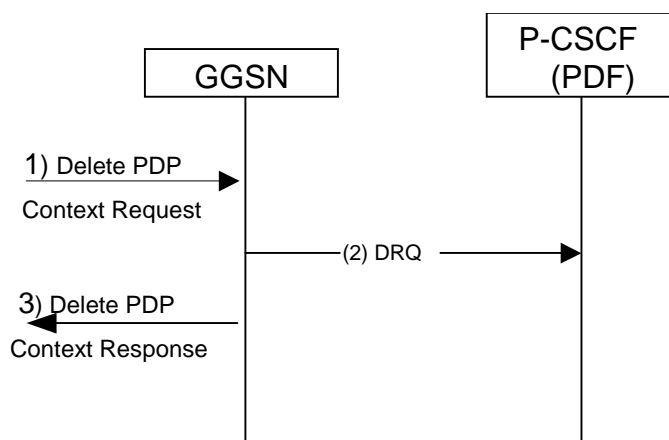 GGSN
P-CSCF
(PDF)
1) Delete PDP
Context Request
(2) DRQ
3) Delete PDP
Context Response